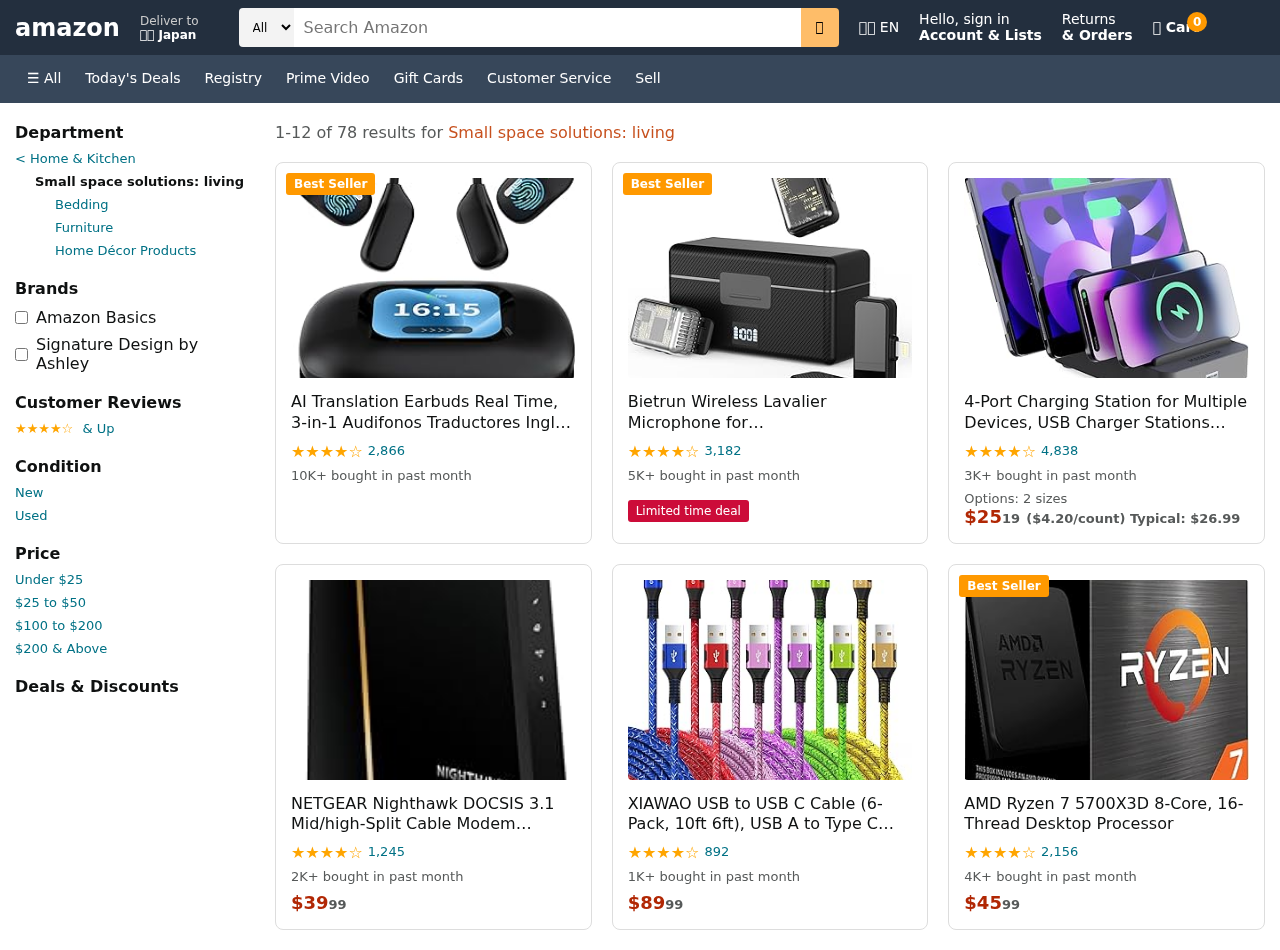 amazon
Deliver to
Japan
All
Search Amazon
EN
Hello, sign in
Account & Lists
Returns
& Orders
0
☰ All
Today's Deals
Registry
Prime Video
Gift Cards
Customer Service
Sell
Department
< Home & Kitchen
Small space solutions: living
Bedding
Furniture
Home Décor Products
Brands
Amazon Basics
Signature Design by
Ashley
Customer Reviews
★★★★☆ & Up
Condition
New
Used
Price
Under $25
$25 to $50
$100 to $200
$200 & Above
Deals & Discounts
1-12 of 78 results for Small space solutions: living
Best Seller
16:15
>>>>
AI Translation Earbuds Real Time,
3-in-1 Audifonos Traductores Ingl…
★★★★☆ 2,866
10K+ bought in past month
Best Seller
100
Bietrun Wireless Lavalier
Microphone for…
★★★★☆ 3,182
5K+ bought in past month
Limited time deal
4-Port Charging Station for Multiple
Devices, USB Charger Stations…
★★★★☆ 4,838
3K+ bought in past month
Options: 2 sizes
$2519 ($4.20/count) Typical: $26.99
NETGEAR Nighthawk DOCSIS 3.1
Mid/high-Split Cable Modem…
★★★★☆ 1,245
2K+ bought in past month
$3999
XIAWAO USB to USB C Cable (6-
Pack, 10ft 6ft), USB A to Type C…
★★★★☆ 892
1K+ bought in past month
$8999
Best Seller
AMD
RYZEN
RYZEN
7
AMD Ryzen 7 5700X3D 8-Core, 16-
Thread Desktop Processor
★★★★☆ 2,156
4K+ bought in past month
$4599